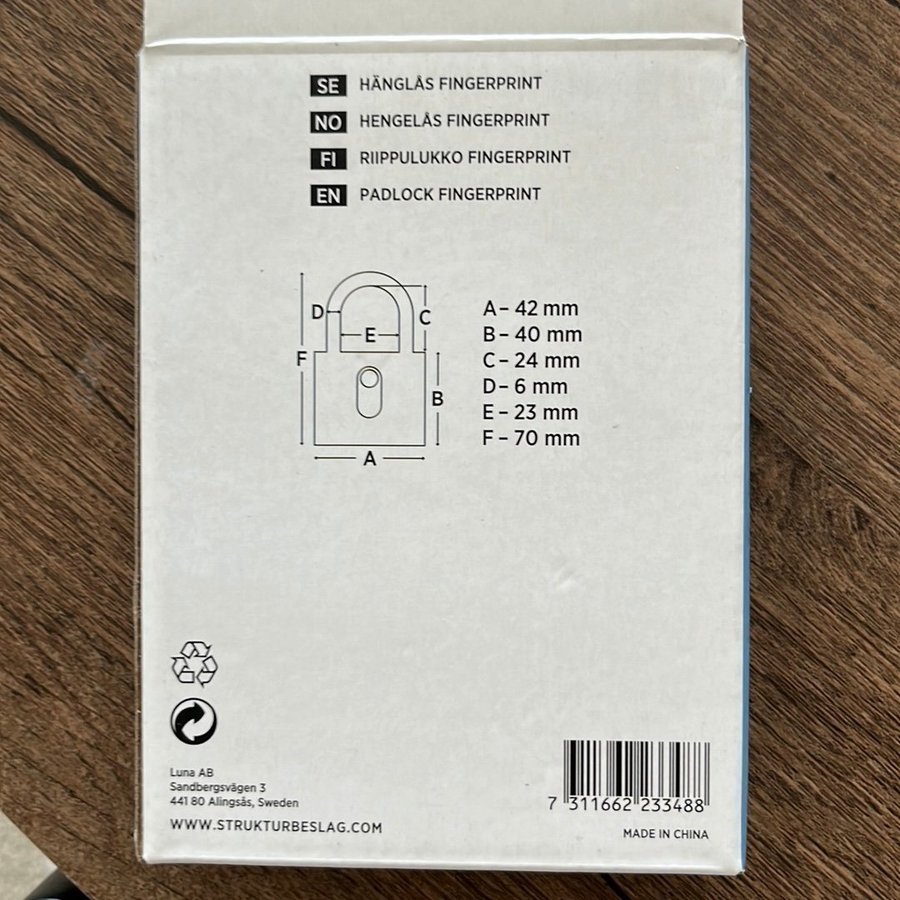 SE HÄNGLÅS FINGERPRINT
NO HENGELÅS FINGERPRINT
FI RIIPPULUKKO FINGERPRINT
EN PADLOCK FINGERPRINT
D
C
E
F
B
A
A – 42 mm
B – 40 mm
C – 24 mm
D – 6 mm
E – 23 mm
F – 70 mm
Luna AB
Sandbergsvägen 3
441 80 Alingsås, Sweden
WWW.STRUKTURBESLAG.COM
7 311662 233488
MADE IN CHINA